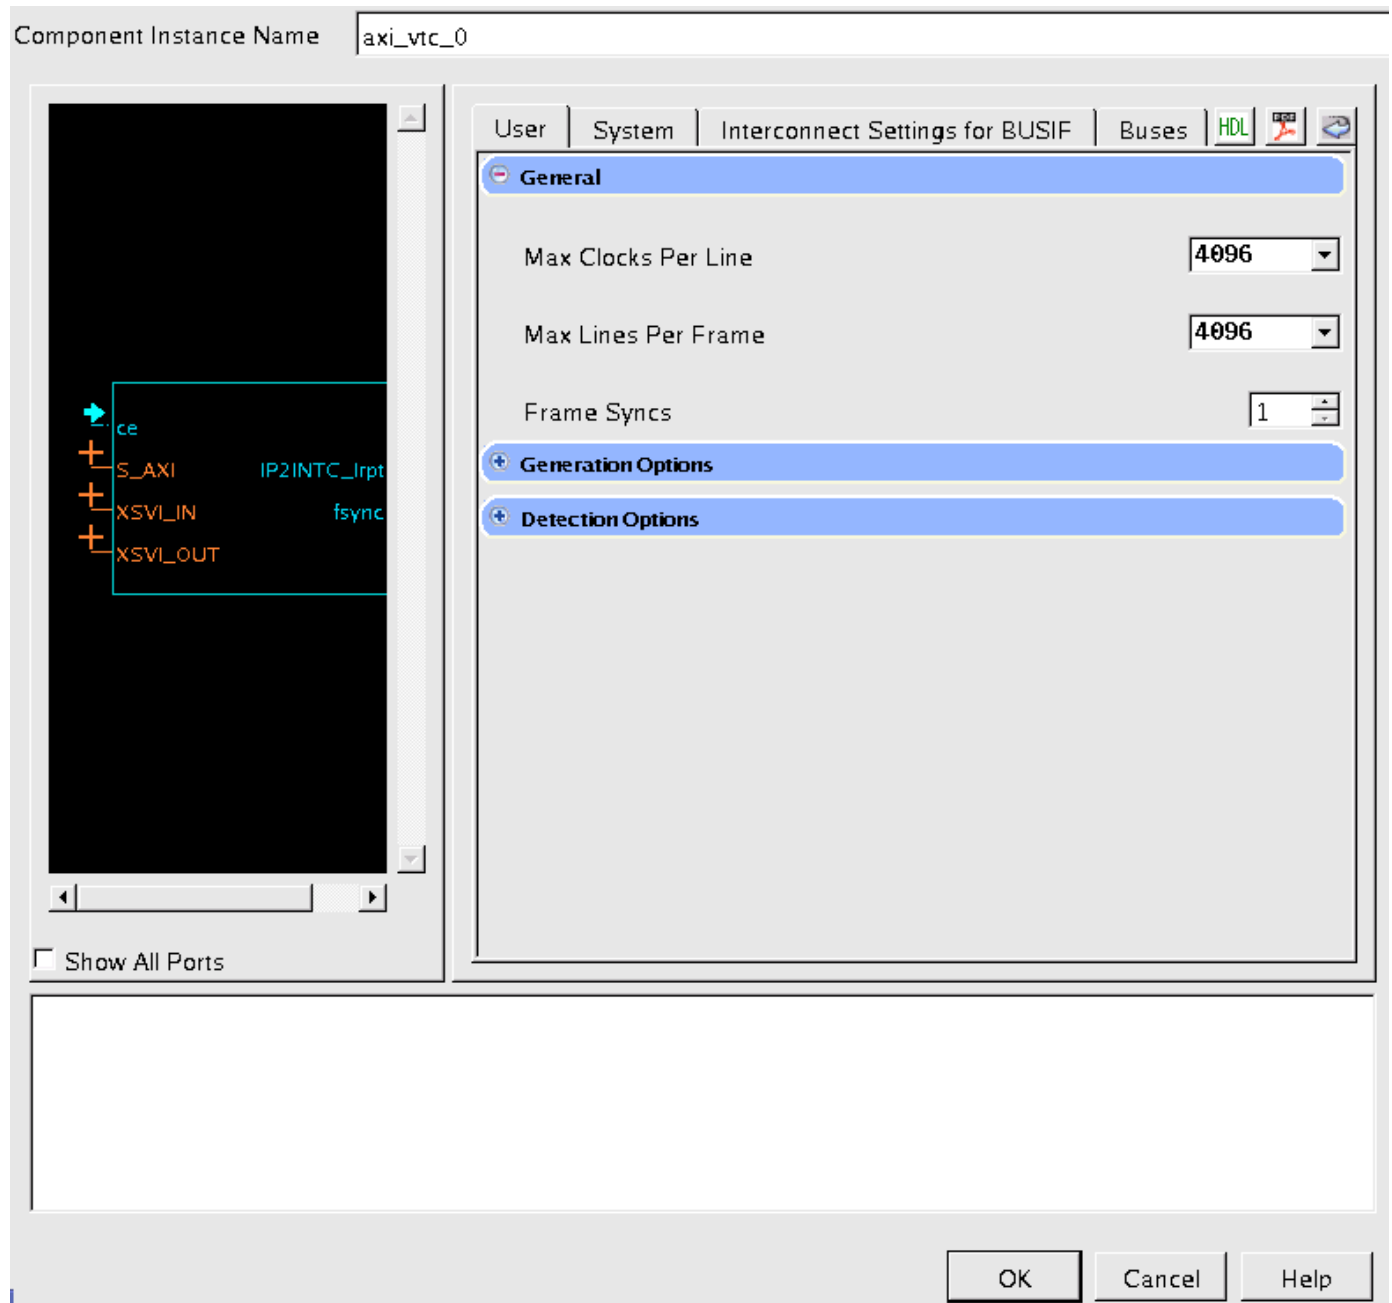 Component Instance Name axi_vtc_0
User System Interconnect Settings for BUSIF Buses HDL PDF
General
Max Clocks Per Line 4096
Max Lines Per Frame 4096
Frame Syncs 1
Generation Options
Detection Options
ce
S_AXI IP2INTC_Irpt
XSVI_IN fsync
XSVI_OUT
Show All Ports
OK Cancel Help